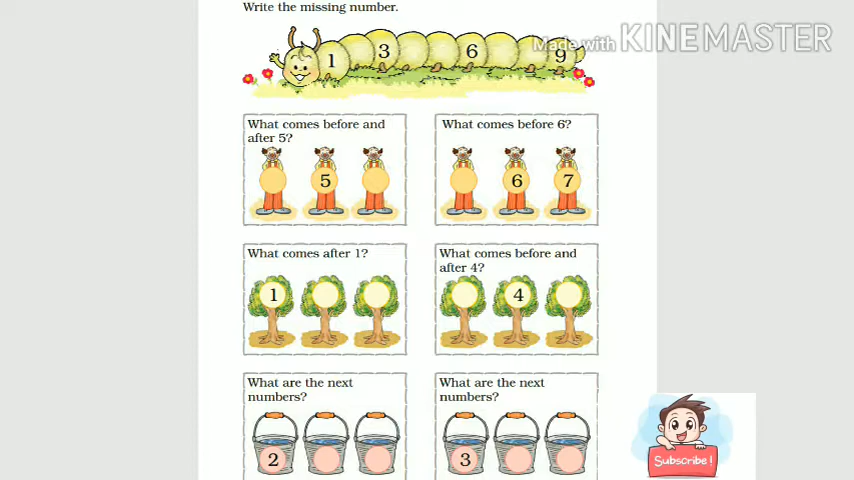 Write the missing number.
Made with KINEMASTER
1 3 6 9
What comes before and
after 5?
5
What comes before 6?
6 7
What comes after 1?
1
What comes before and
after 4?
4
What are the next
numbers?
2
What are the next
numbers?
3
Subscribe!